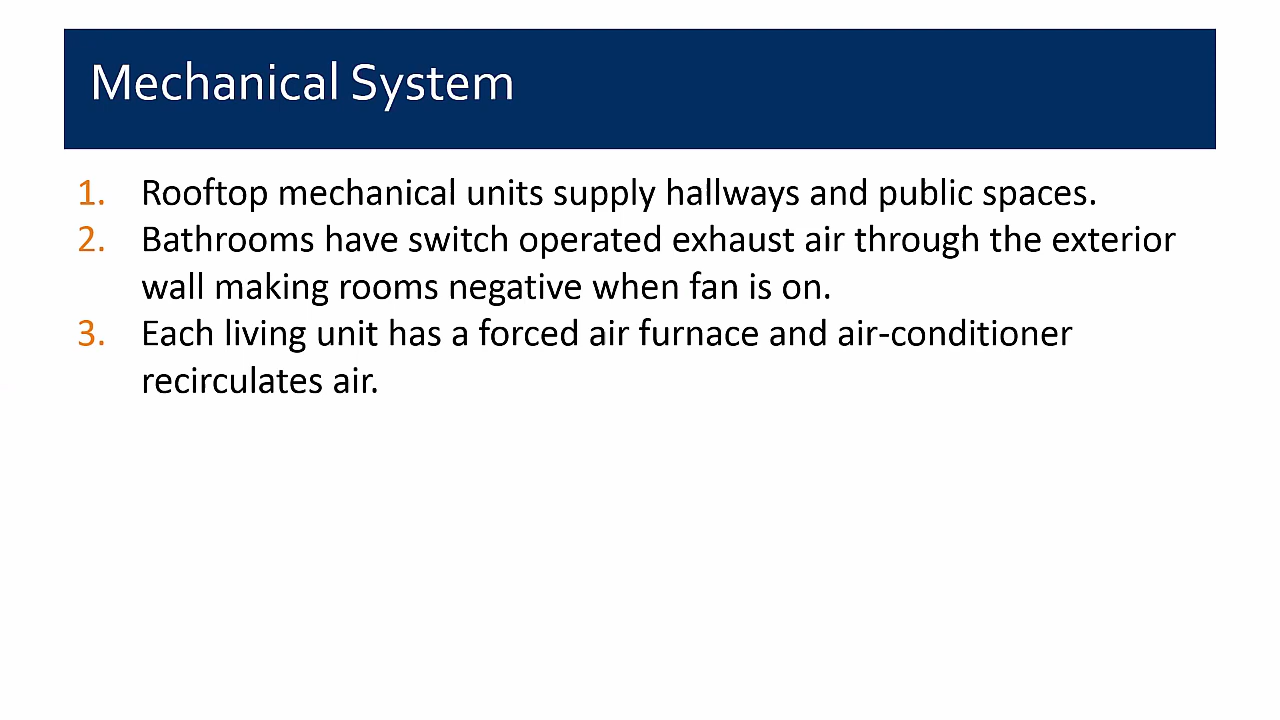 Mechanical System
1. Rooftop mechanical units supply hallways and public spaces.
2. Bathrooms have switch operated exhaust air through the exterior
wall making rooms negative when fan is on.
3. Each living unit has a forced air furnace and air-conditioner
recirculates air.